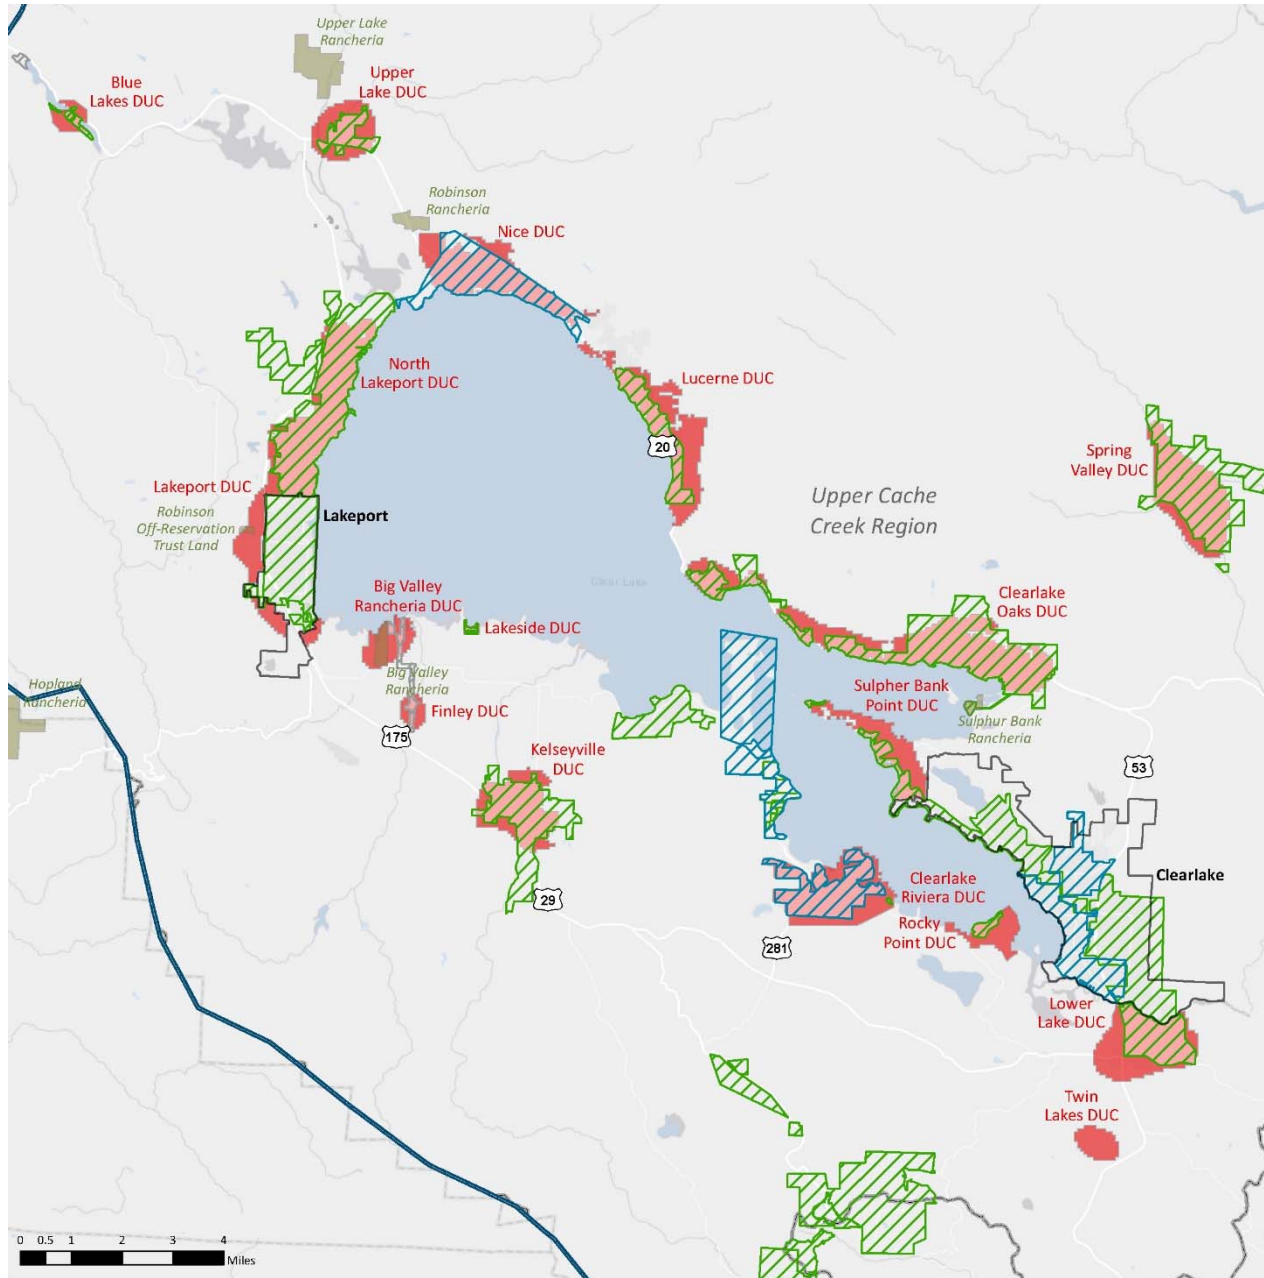 Upper Lake
Rancheria
Blue
Lakes DUC
Upper
Lake DUC
Robinson
Rancheria
Nice DUC
North
Lakeport DUC
Lucerne DUC
20
Spring
Valley DUC
Lakeport DUC
Robinson
Off-Reservation
Trust Land
Lakeport
Upper Cache
Creek Region
Big Valley
Rancheria DUC
Clear Lake
Lakeside DUC
Clearlake
Oaks DUC
Hopland
Rancheria
Big Valley
Rancheria
Sulpher Bank
Point DUC
Finley DUC
175
Sulphur Bank
Rancheria
Kelseyville
DUC
53
Clearlake
Clearlake
Riviera DUC
29
Rocky
Point DUC
281
Lower
Lake DUC
Twin
Lakes DUC
0 0.5 1 2 3 4
Miles